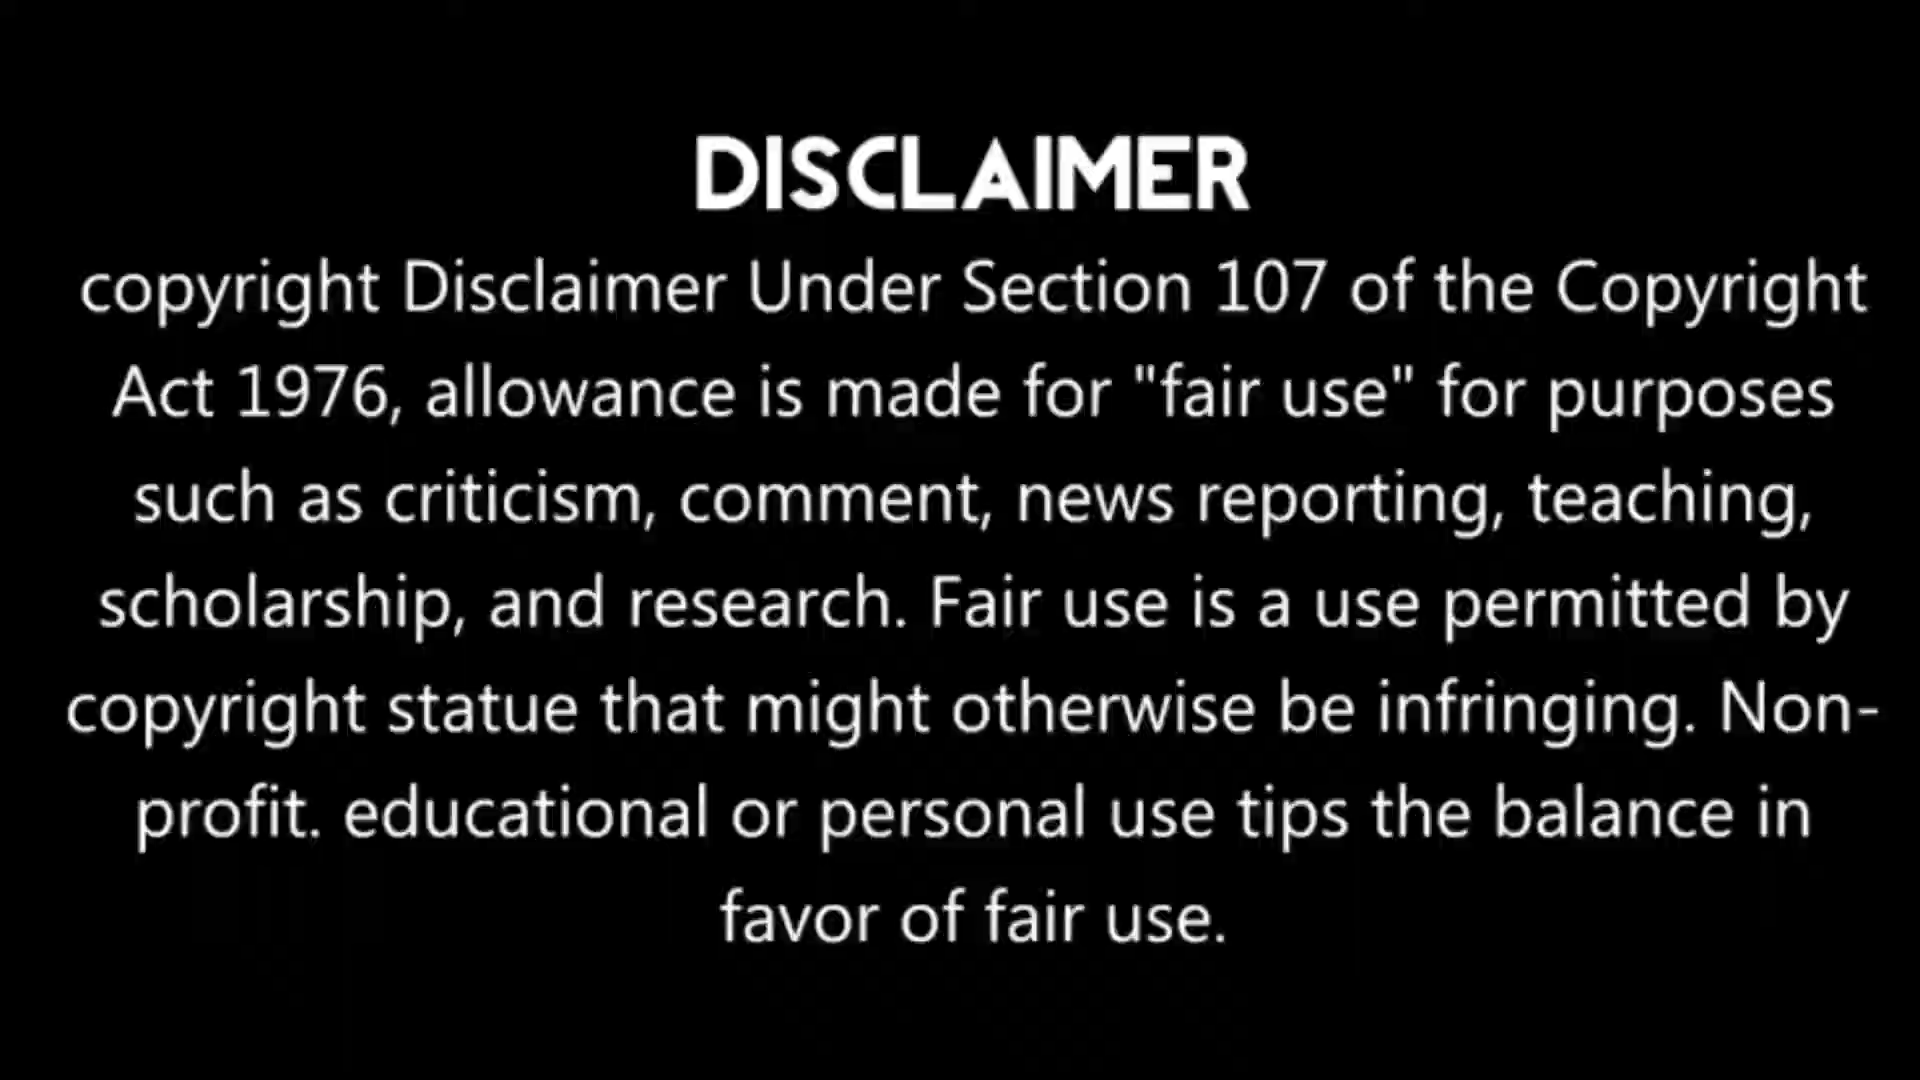 DISCLAIMER
copyright Disclaimer Under Section 107 of the Copyright
Act 1976, allowance is made for "fair use" for purposes
such as criticism, comment, news reporting, teaching,
scholarship, and research. Fair use is a use permitted by
copyright statue that might otherwise be infringing. Non-
profit. educational or personal use tips the balance in
favor of fair use.